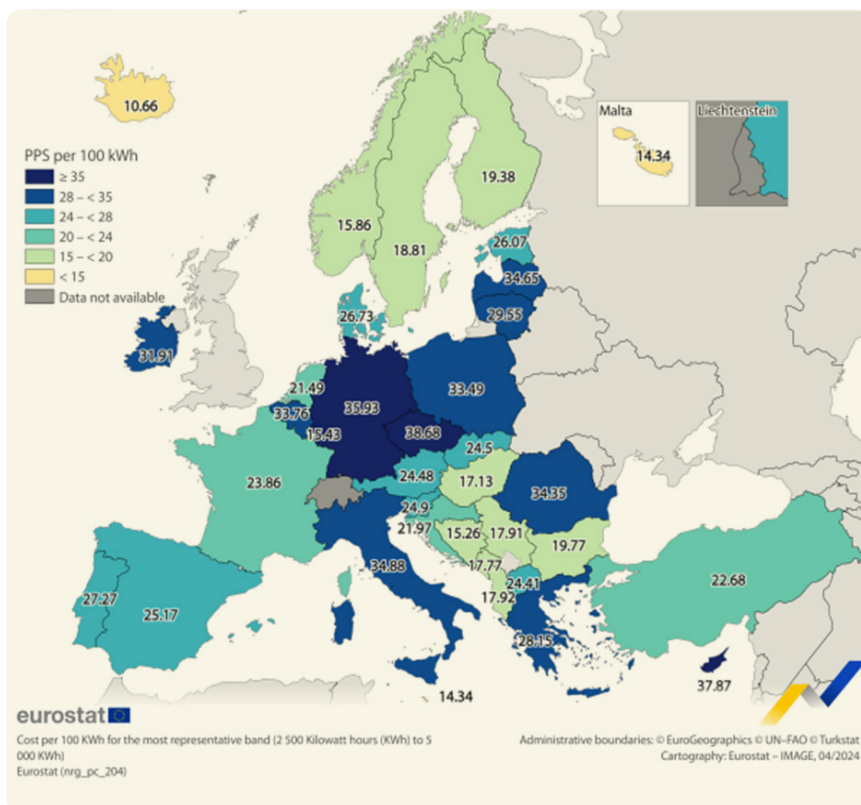 10.66
Malta
14.34
Liechtenstein
PPS per 100 kWh
≥ 35
28 – < 35
24 – < 28
20 – < 24
15 – < 20
< 15
Data not available
19.38
15.86
18.81
26.07
34.65
29.55
26.73
31.91
21.49
35.93
33.49
33.76
15.43
38.68
24.5
23.86
24.48
17.13
34.35
24.9
21.97
15.26
17.91
19.77
17.77
34.88
24.41
22.68
17.92
27.27
25.17
28.15
37.87
14.34
eurostat
Cost per 100 KWh for the most representative band (2 500 Kilowatt hours (KWh) to 5
000 KWh)
Eurostat (nrg_pc_204)
Administrative boundaries: © EuroGeographics © UN–FAO © Turkstat
Cartography: Eurostat – IMAGE, 04/2024